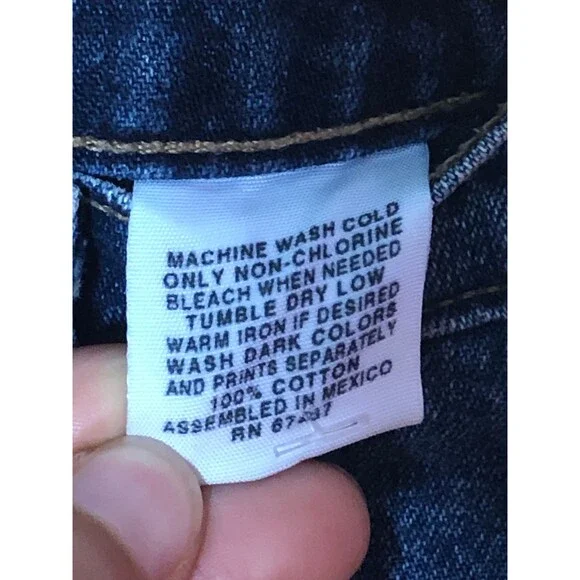 MACHINE WASH COLD
ONLY NON-CHLORINE
BLEACH WHEN NEEDED
TUMBLE DRY LOW
WARM IRON IF DESIRED
WASH DARK COLORS
AND PRINTS SEPARATELY
100% COTTON
ASSEMBLED IN MEXICO
RN